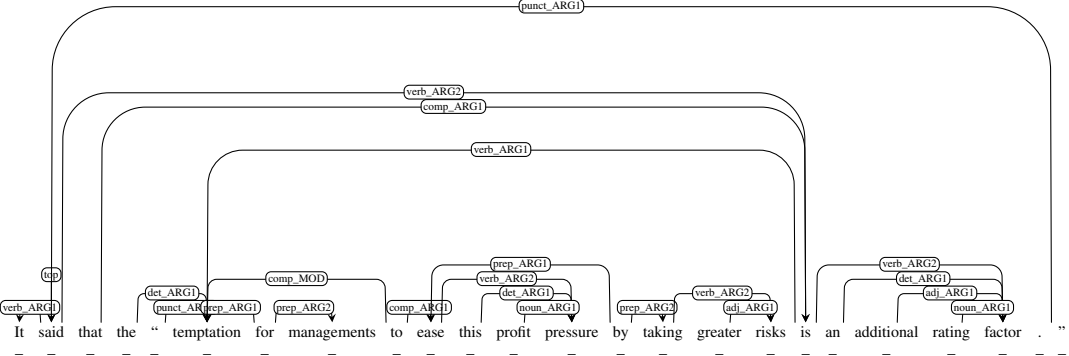 punct_ARG1
verb_ARG2
comp_ARG1
verb_ARG1
prep_ARG1
verb_ARG2
top
comp_MOD
verb_ARG2
det_ARG1
det_ARG1
det_ARG1
verb_ARG2
adj_ARG1
verb_ARG1
prep_ARG1
prep_ARG2
comp_ARG1
noun_ARG1
prep_ARG2
adj_ARG1
noun_ARG1
It said that the “ temptation for managements to ease this profit pressure by taking greater risks is an additional rating factor . ”